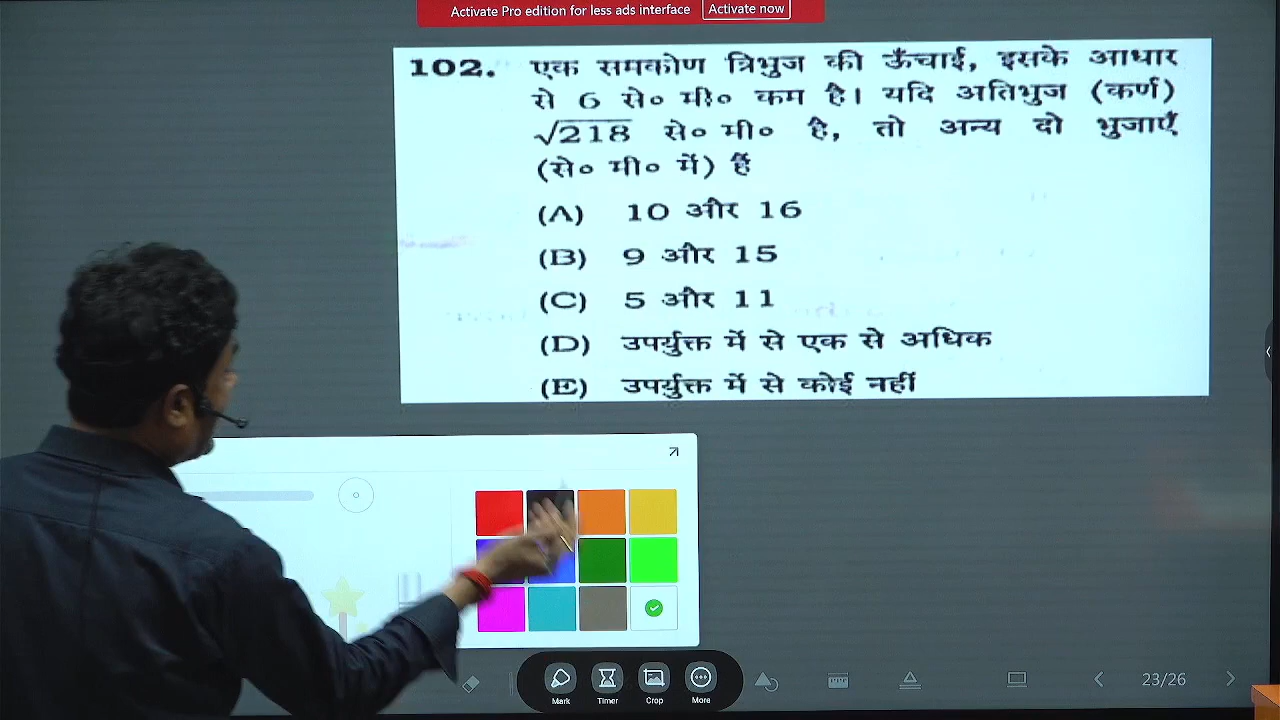 Activate Pro edition for less ads interface Activate now
102. एक समकोण त्रिभुज की ऊँचाई, इसके आधार
से 6 से० मी० कम है। यदि अतिभुज (कर्ण)
√218 से० मी० है, तो अन्य दो भुजाएँ
(से० मी० में) हैं
(A) 10 और 16
(B) 9 और 15
(C) 5 और 11
(D) उपर्युक्त में से एक से अधिक
(E) उपर्युक्त में से कोई नहीं
Mark Timer Crop More
23/26